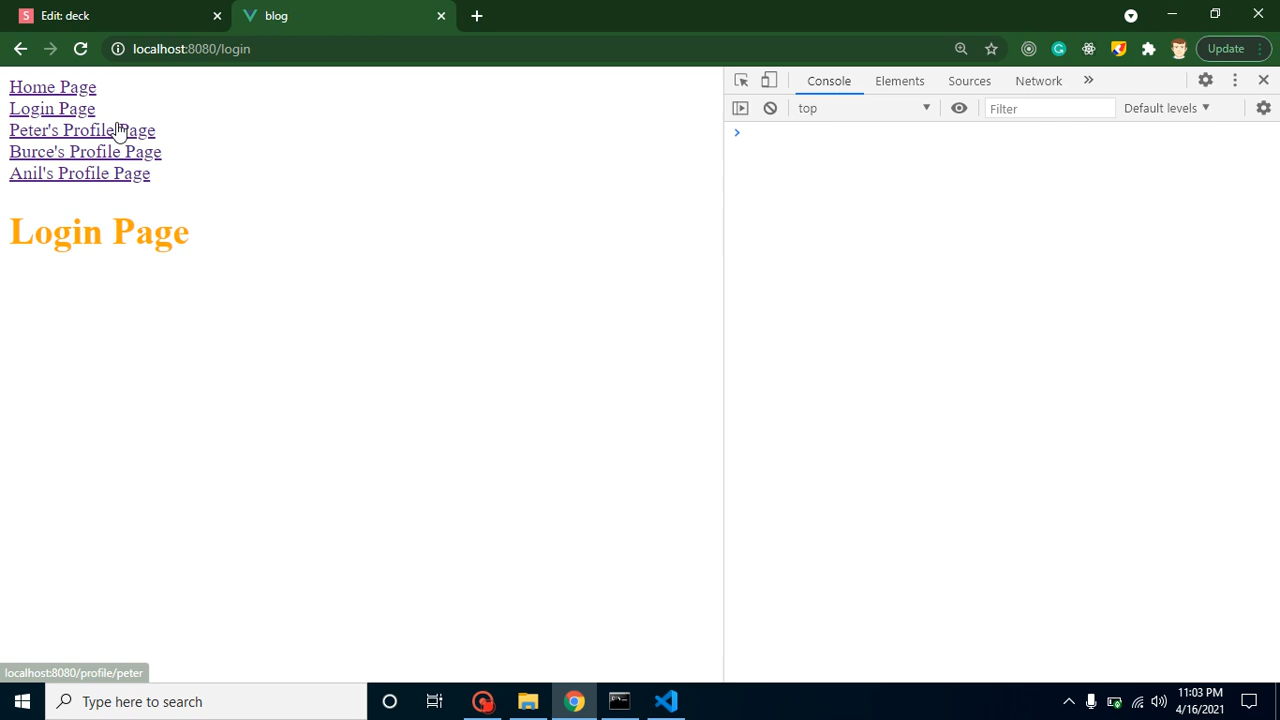 Edit: deck
blog
localhost:8080/login
Update
Home Page
Login Page
Peter's Profile Page
Burce's Profile Page
Anil's Profile Page
Login Page
Console
Elements
Sources
Network
top
Filter
Default levels
localhost:8080/profile/peter
Type here to search
11:03 PM
4/16/2021